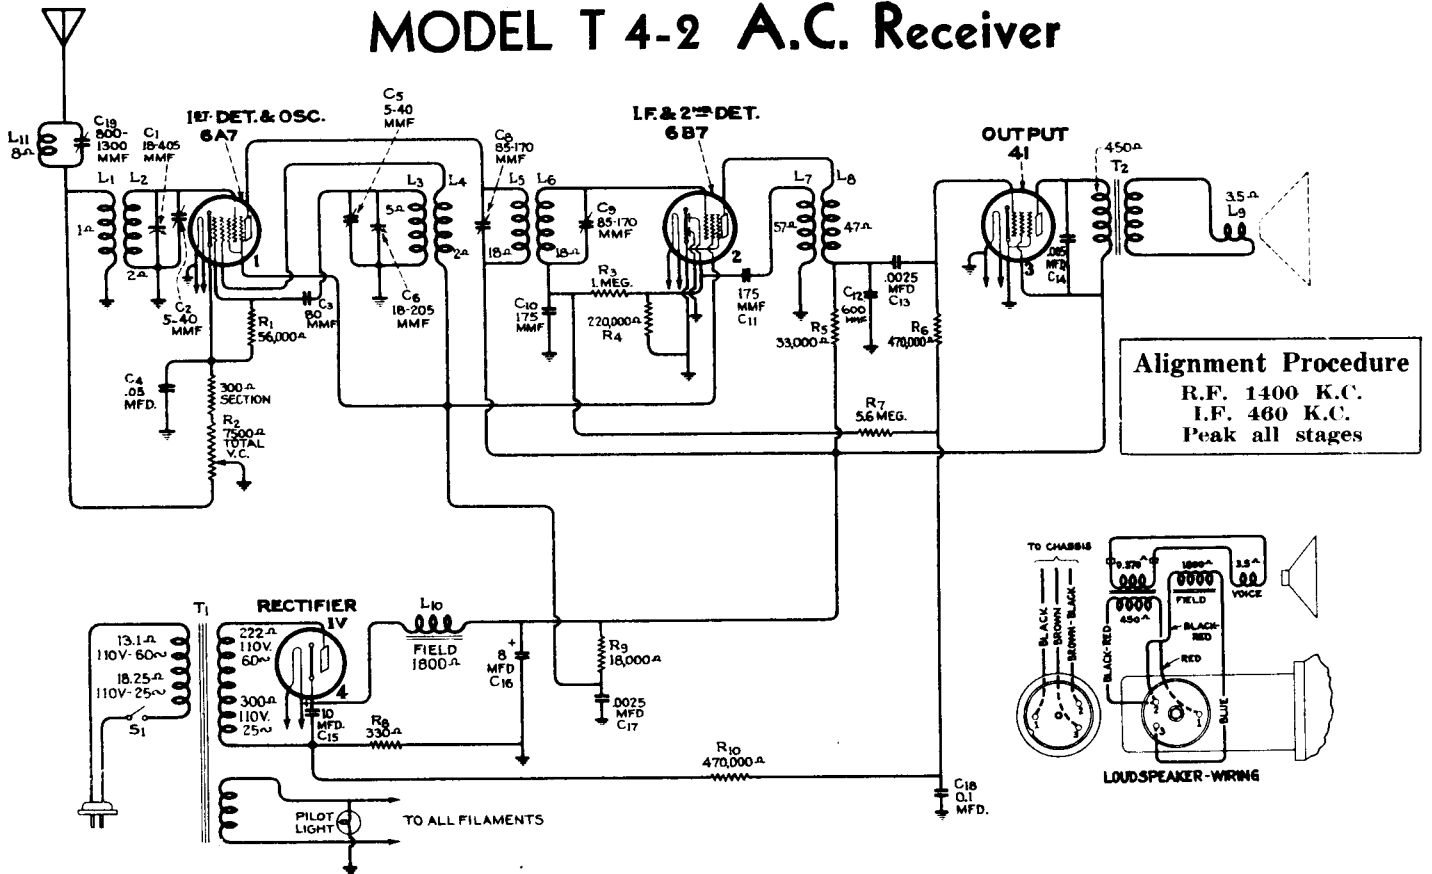 MODEL T 4-2 A.C. Receiver
L11
8Ω
C19
800-
1300
MMF
C1
18-405
MMF
1ST. DET. & OSC.
6A7
C5
5-40
MMF
C8
85-170
MMF
I.F. & 2ND DET.
6B7
OUTPUT
41
450Ω
T2
L1
L2
L3
L4
L5
L6
L7
L8
3.5Ω
L9
1Ω
2Ω
5Ω
2Ω
18Ω
18Ω
C9
85-170
MMF
57Ω
47Ω
1
2
3
.085
MFD
C14
C2
5-40
MMF
C3
80
MMF
C6
18-205
MMF
R3
1 MEG.
C10
175
MMF
220,000Ω
R4
175
MMF
C11
C12
600
MMF
.0025
MFD
C13
R1
56,000Ω
R5
33,000Ω
R6
470,000Ω
C4
.05
MFD.
300Ω
SECTION
R2
7500Ω
TOTAL
V.C.
R7
5.6 MEG.
Alignment Procedure
R.F. 1400 K.C.
I.F. 460 K.C.
Peak all stages
T1
RECTIFIER
1V
L10
FIELD
1800Ω
13.1Ω
110V-60~
18.25Ω
110V-25~
S1
222Ω
110V.
60~
300Ω
110V.
25~
4
+
10
MFD.
C15
R8
330Ω
+
8
MFD
C16
R9
18,000Ω
.0025
MFD
C17
R10
470,000Ω
C18
0.1
MFD.
PILOT
LIGHT
TO ALL FILAMENTS
TO CHASSIS
BLACK
BROWN
BROWN-BLACK
1
2
BLACK-RED
450Ω
1800Ω
FIELD
3.5Ω
VOICE
BLACK-
RED
RED
BLUE
2
3
1
LOUDSPEAKER-WIRING